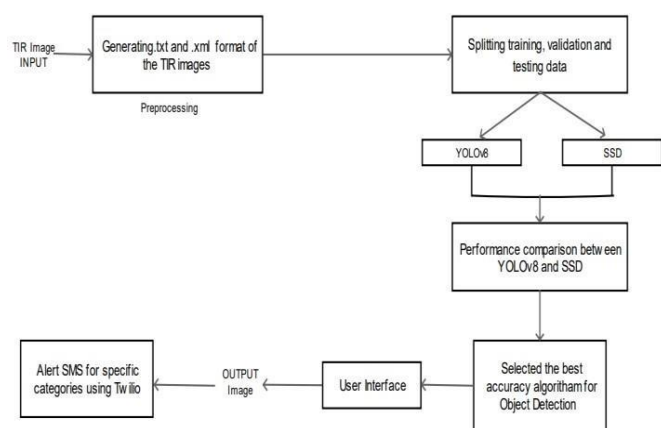 TIR Image
INPUT
Generating.txt and .xml format of
the TIR images
Preprocessing
Splitting training, validation and
testing data
YOLOv8
SSD
Performance comparison between
YOLOv8 and SSD
Selected the best
accuracy algoritham for
Object Detection
User Interface
OUTPUT
Image
Alert SMS for specific
categories using Twilio